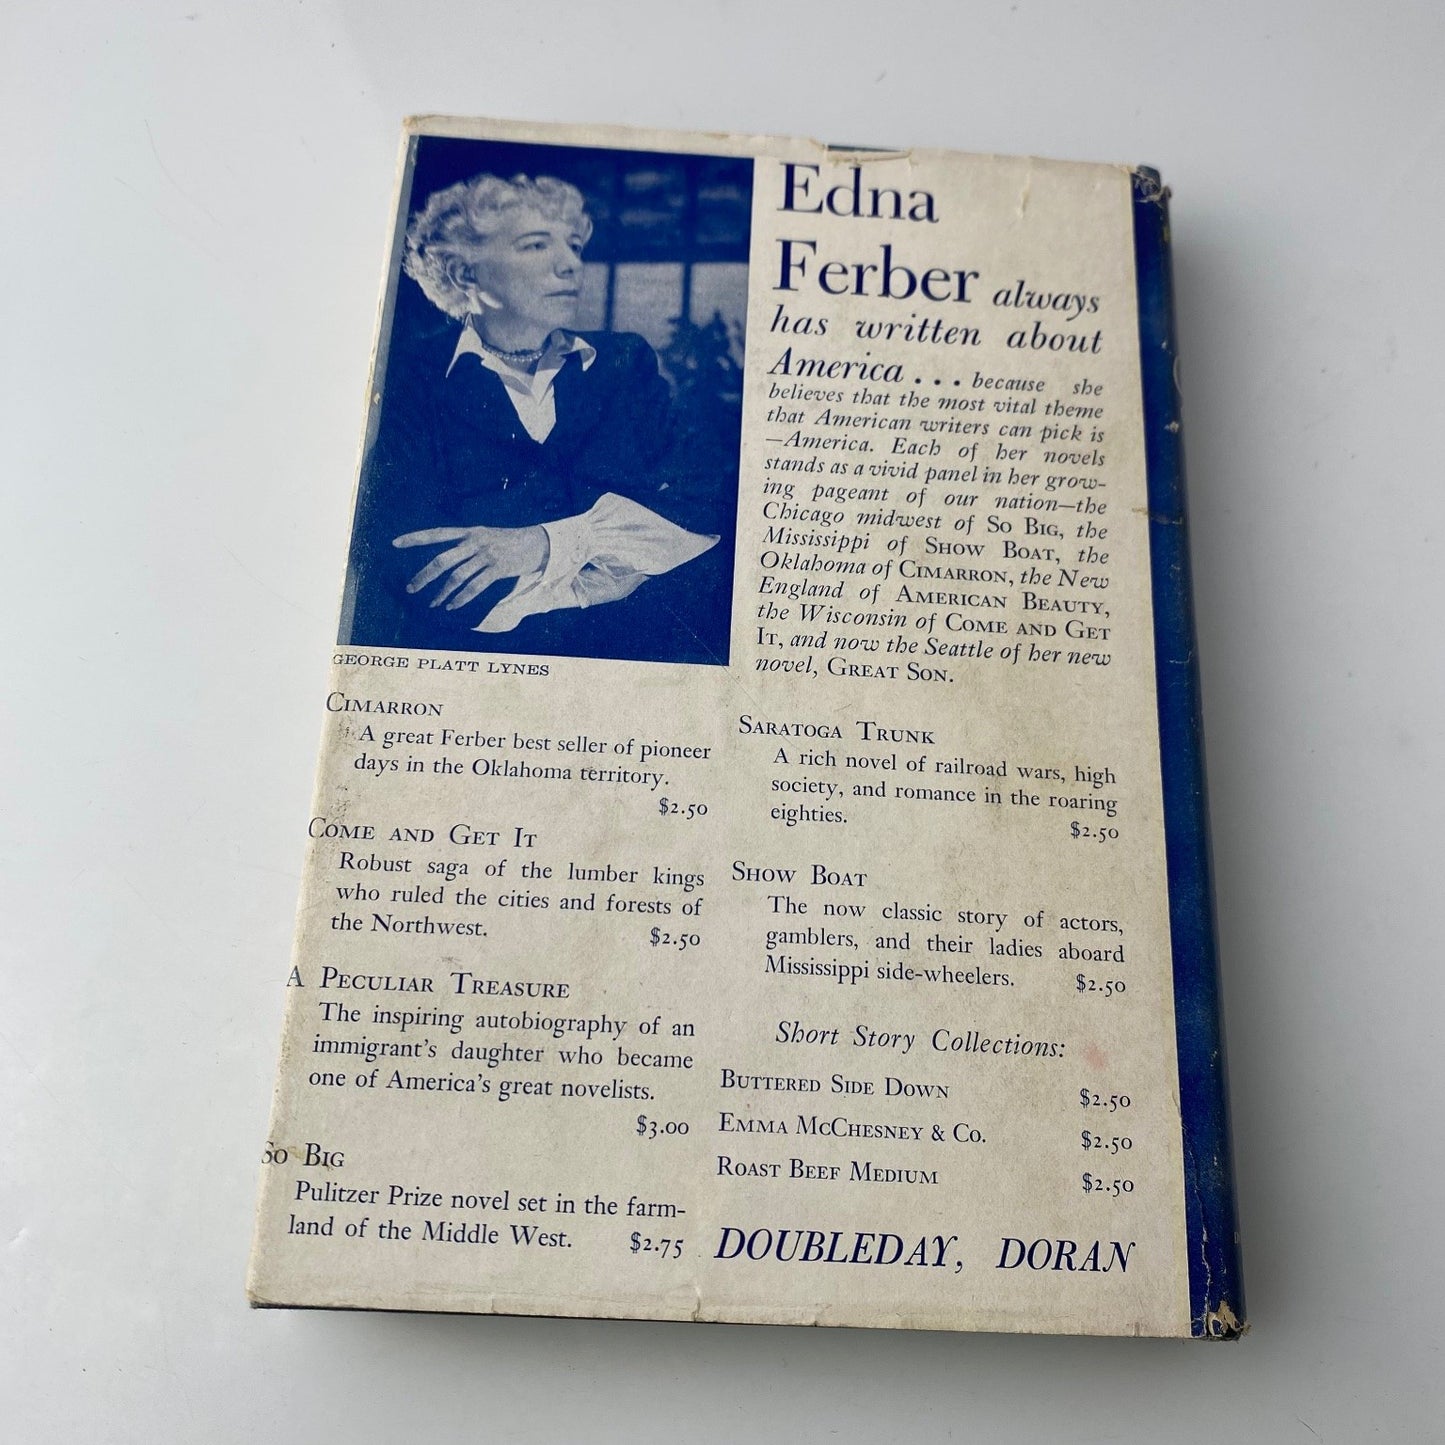 Edna
Ferber always
has written about
America . . . because she
believes that the most vital theme
that American writers can pick is
—America. Each of her novels
stands as a vivid panel in her grow-
ing pageant of our nation—the
Chicago midwest of So Big, the
Mississippi of Show Boat, the
Oklahoma of Cimarron, the New
England of American Beauty,
the Wisconsin of Come and Get
It, and now the Seattle of her new
novel, Great Son.
GEORGE PLATT LYNES
Cimarron
A great Ferber best seller of pioneer
days in the Oklahoma territory.
$2.50
Come and Get It
Robust saga of the lumber kings
who ruled the cities and forests of
the Northwest. $2.50
A Peculiar Treasure
The inspiring autobiography of an
immigrant's daughter who became
one of America's great novelists.
$3.00
So Big
Pulitzer Prize novel set in the farm-
land of the Middle West. $2.75
Saratoga Trunk
A rich novel of railroad wars, high
society, and romance in the roaring
eighties. $2.50
Show Boat
The now classic story of actors,
gamblers, and their ladies aboard
Mississippi side-wheelers. $2.50
Short Story Collections:
Buttered Side Down $2.50
Emma McChesney & Co. $2.50
Roast Beef Medium $2.50
DOUBLEDAY, DORAN